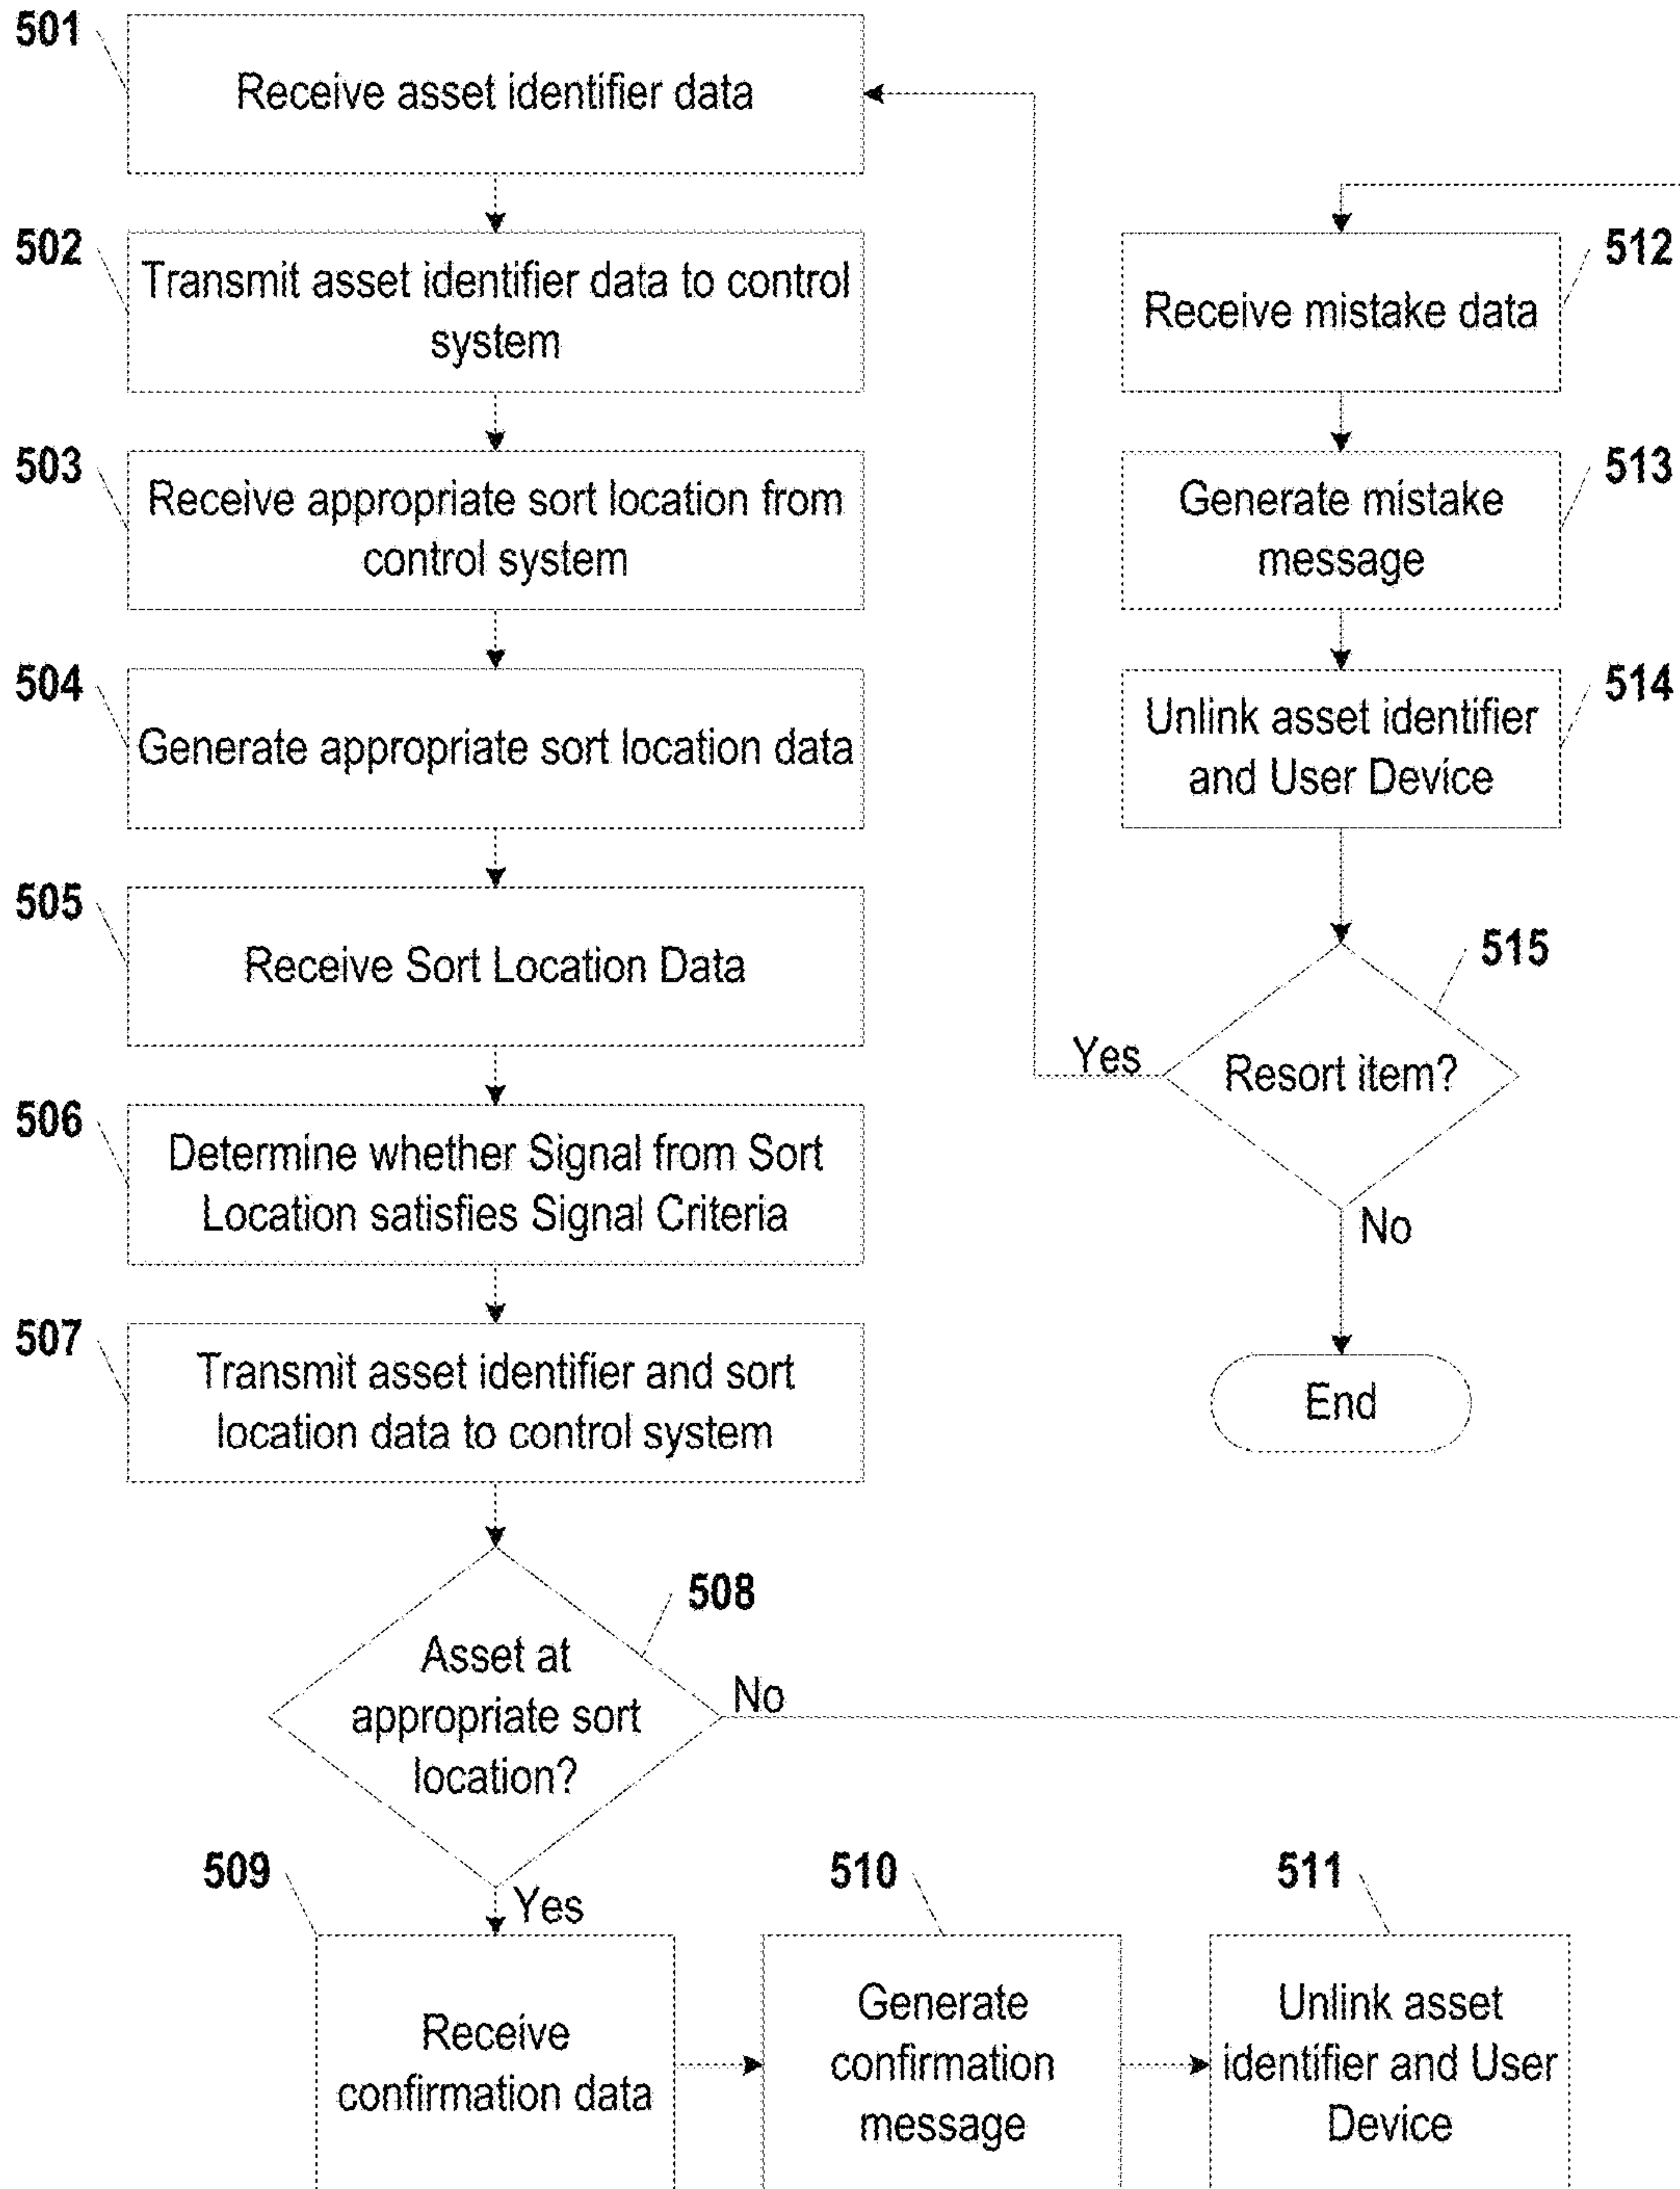 501
Receive asset identifier data
502
Transmit asset identifier data to control
system
503
Receive appropriate sort location from
control system
504
Generate appropriate sort location data
505
Receive Sort Location Data
506
Determine whether Signal from Sort
Location satisfies Signal Criteria
507
Transmit asset identifier and sort
location data to control system
508
Asset at
appropriate sort
location?
No
Yes
509
Receive
confirmation data
510
Generate
confirmation
message
511
Unlink asset
identifier and User
Device
512
Receive mistake data
513
Generate mistake
message
514
Unlink asset identifier
and User Device
515
Resort item?
Yes
No
End